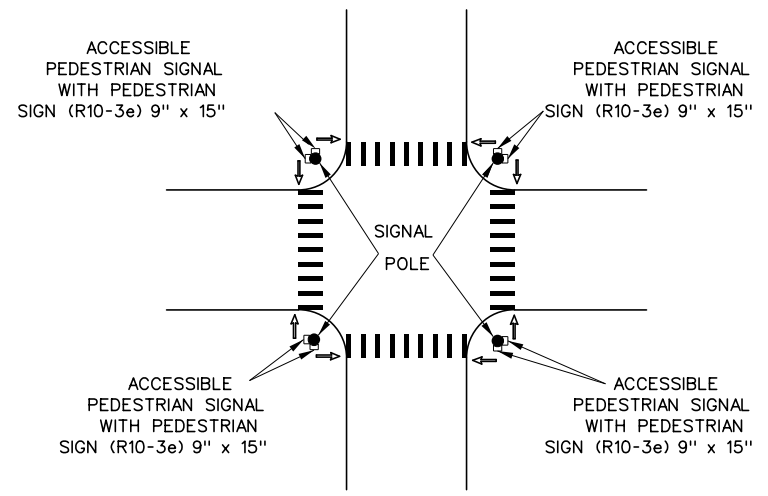 ACCESSIBLE
PEDESTRIAN SIGNAL
WITH PEDESTRIAN
SIGN (R10-3e) 9" x 15"
ACCESSIBLE
PEDESTRIAN SIGNAL
WITH PEDESTRIAN
SIGN (R10-3e) 9" x 15"
SIGNAL
POLE
ACCESSIBLE
PEDESTRIAN SIGNAL
WITH PEDESTRIAN
SIGN (R10-3e) 9" x 15"
ACCESSIBLE
PEDESTRIAN SIGNAL
WITH PEDESTRIAN
SIGN (R10-3e) 9" x 15"